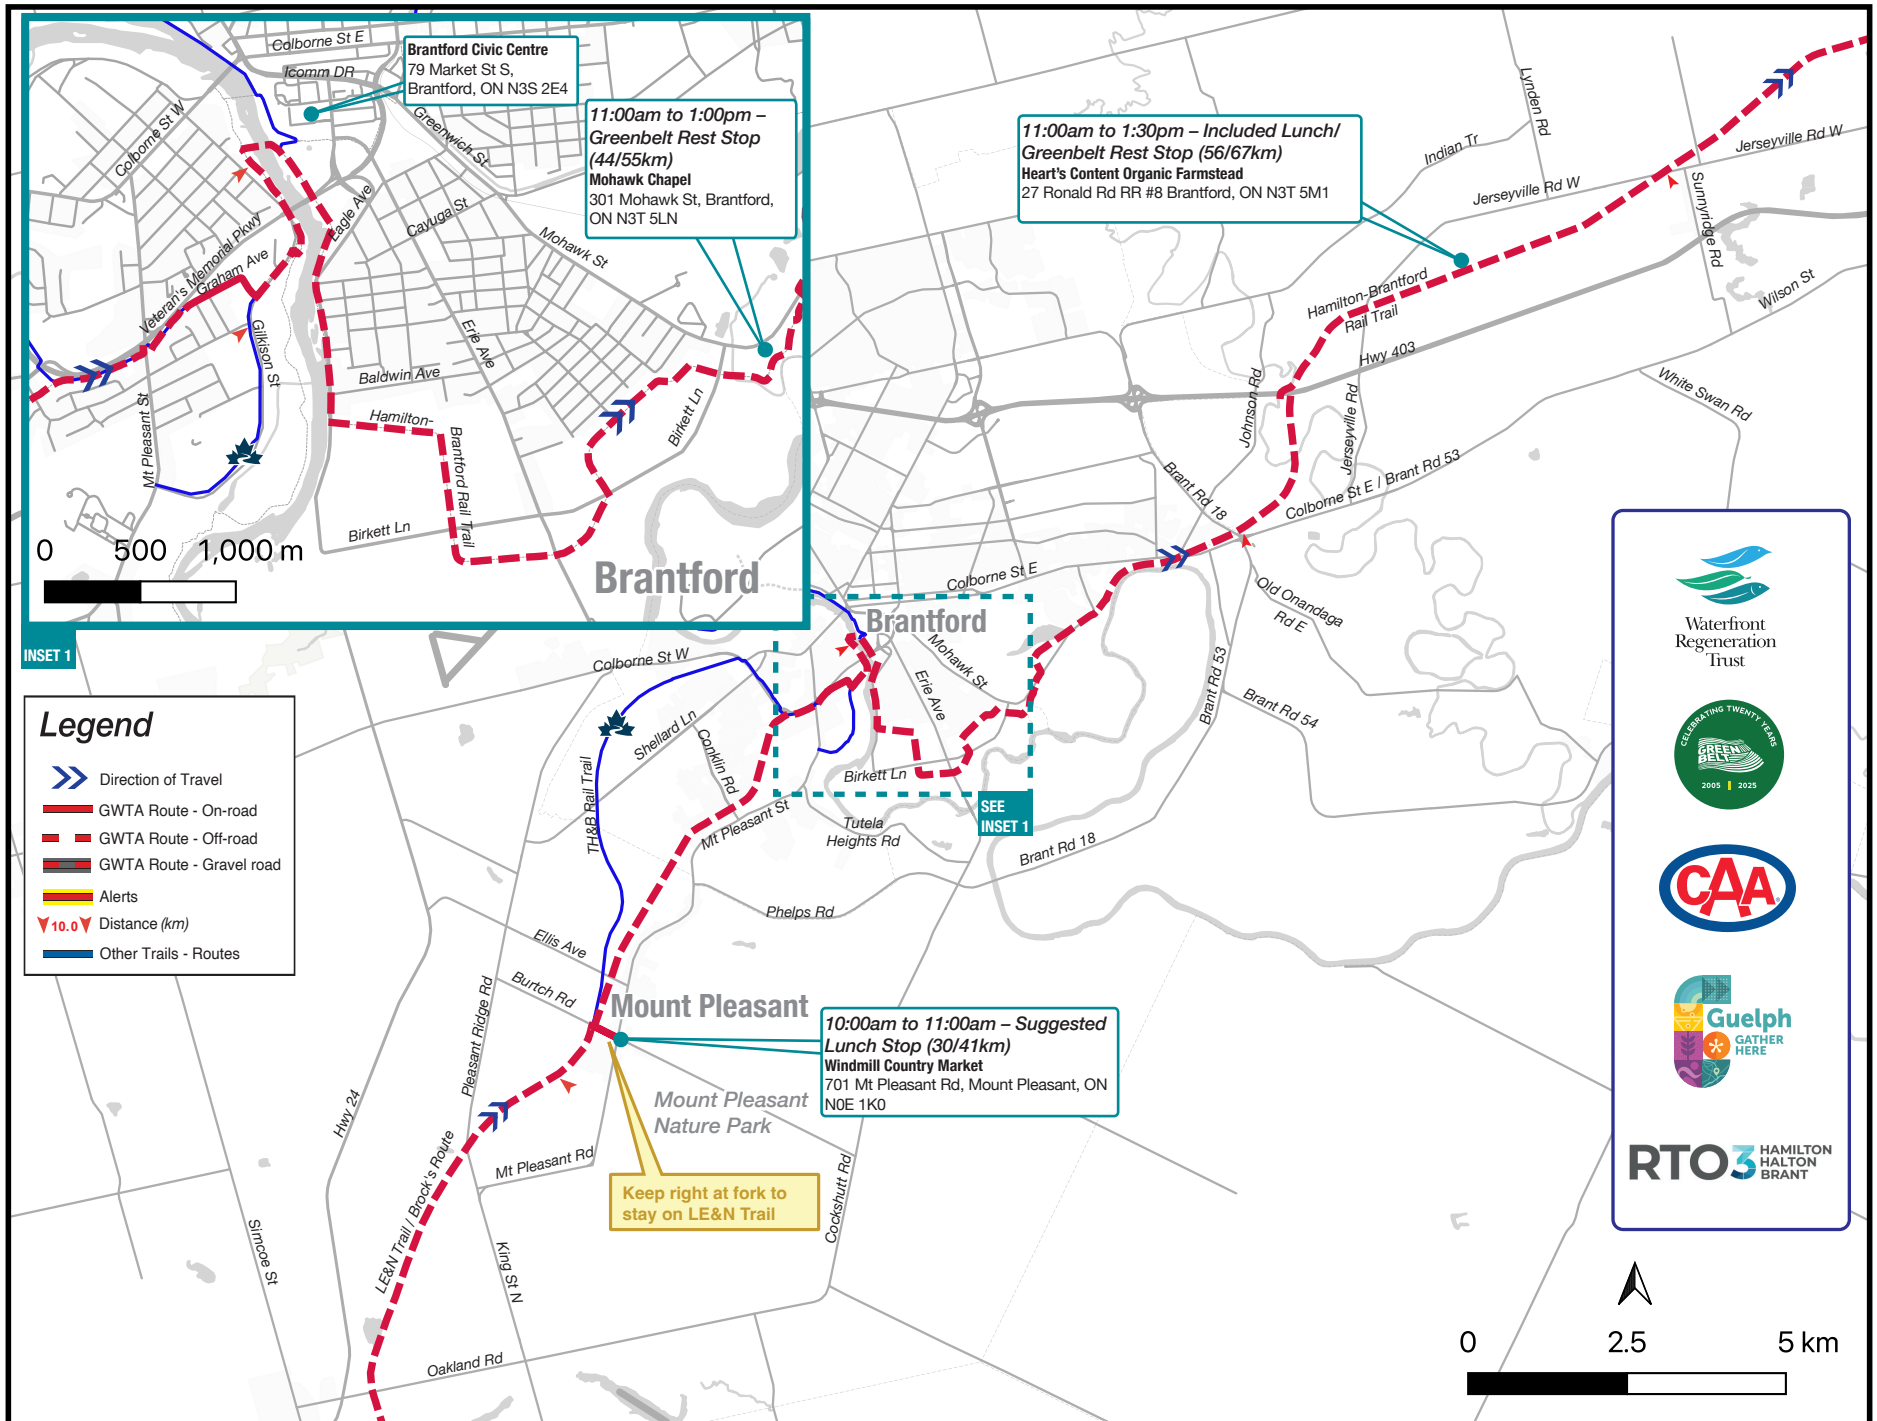 Colborne St E
Icomm DR
Brantford Civic Centre
79 Market St S,
Brantford, ON N3S 2E4
Colborne St W
Greenwich St
11:00am to 1:00pm –
Greenbelt Rest Stop
(44/55km)
Mohawk Chapel
301 Mohawk St, Brantford,
ON N3T 5LN
Eagle Ave
Cayuga St
Mohawk St
Veteran's Memorial Pkwy
Graham Ave
Gilkison St
Erie Ave
Baldwin Ave
Mt Pleasant St
Hamilton-
Brantford Rail Trail
Birkett Ln
Birkett Ln
0 500 1,000 m
Brantford
INSET 1
11:00am to 1:30pm – Included Lunch/
Greenbelt Rest Stop (56/67km)
Heart's Content Organic Farmstead
27 Ronald Rd RR #8 Brantford, ON N3T 5M1
Lynden Rd
Indian Tr
Jerseyville Rd W
Jerseyville Rd W
Sunnyridge Rd
Wilson St
Hamilton-Brantford
Rail Trail
Hwy 403
White Swan Rd
Johnson Rd
Jerseyville Rd
Colborne St E / Brant Rd 53
Brant Rd 18
Colborne St E
Old Onandaga
Rd E
Brantford
Mohawk St
Erie Ave
Brant Rd 53
Brant Rd 54
Colborne St W
Shellard Ln
Conklin Rd
TH&B Rail Trail
Birkett Ln
SEE
INSET 1
Mt Pleasant St
Tutela
Heights Rd
Brant Rd 18
Phelps Rd
Legend
Direction of Travel
GWTA Route - On-road
GWTA Route - Off-road
GWTA Route - Gravel road
Alerts
10.0 Distance (km)
Other Trails - Routes
Ellis Ave
Burtch Rd
Pleasant Ridge Rd
Mount Pleasant
10:00am to 11:00am – Suggested
Lunch Stop (30/41km)
Windmill Country Market
701 Mt Pleasant Rd, Mount Pleasant, ON
N0E 1K0
Mount Pleasant
Nature Park
Hwy 24
Mt Pleasant Rd
Keep right at fork to
stay on LE&N Trail
LE&N Trail / Brock's Route
Cockshutt Rd
Simcoe St
King St N
Oakland Rd
Waterfront
Regeneration
Trust
CELEBRATING TWENTY YEARS
GREEN
BELT
2005 2025
CAA
Guelph
GATHER
HERE
RTO3 HAMILTON
HALTON
BRANT
0 2.5 5 km